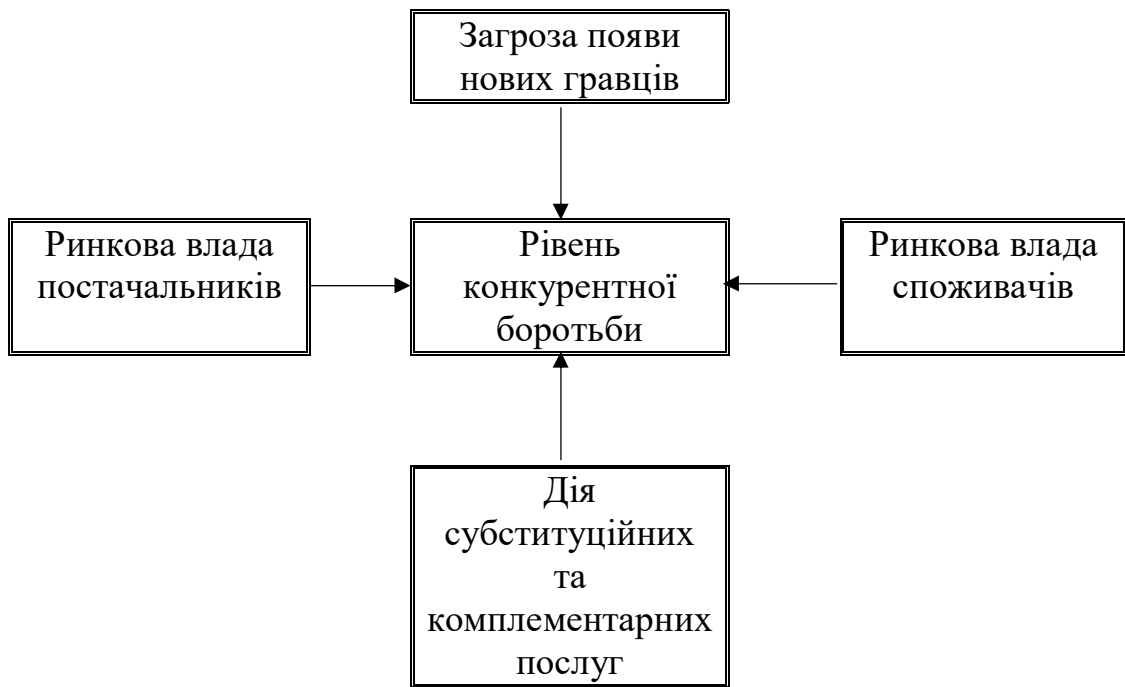 Загроза появи
нових гравців
Ринкова влада
постачальників
Рівень
конкурентної
боротьби
Ринкова влада
споживачів
Дія
субституційних
та
комплементарних
послуг